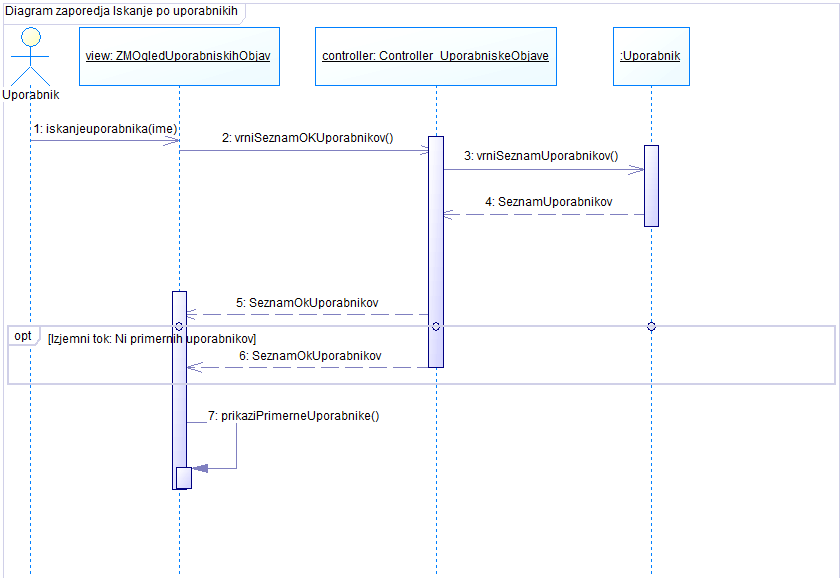 Diagram zaporedja Iskanje po uporabnikih
view: ZMOgledUporabniskihObjav
controller: Controller_UporabniskeObjave
:Uporabnik
Uporabnik
1: iskanjeuporabnika(ime)
2: vrniSeznamOKUporabnikov()
3: vrniSeznamUporabnikov()
4: SeznamUporabnikov
5: SeznamOkUporabnikov
opt
[Izjemni tok: Ni primernih uporabnikov]
6: SeznamOkUporabnikov
7: prikaziPrimerneUporabnike()